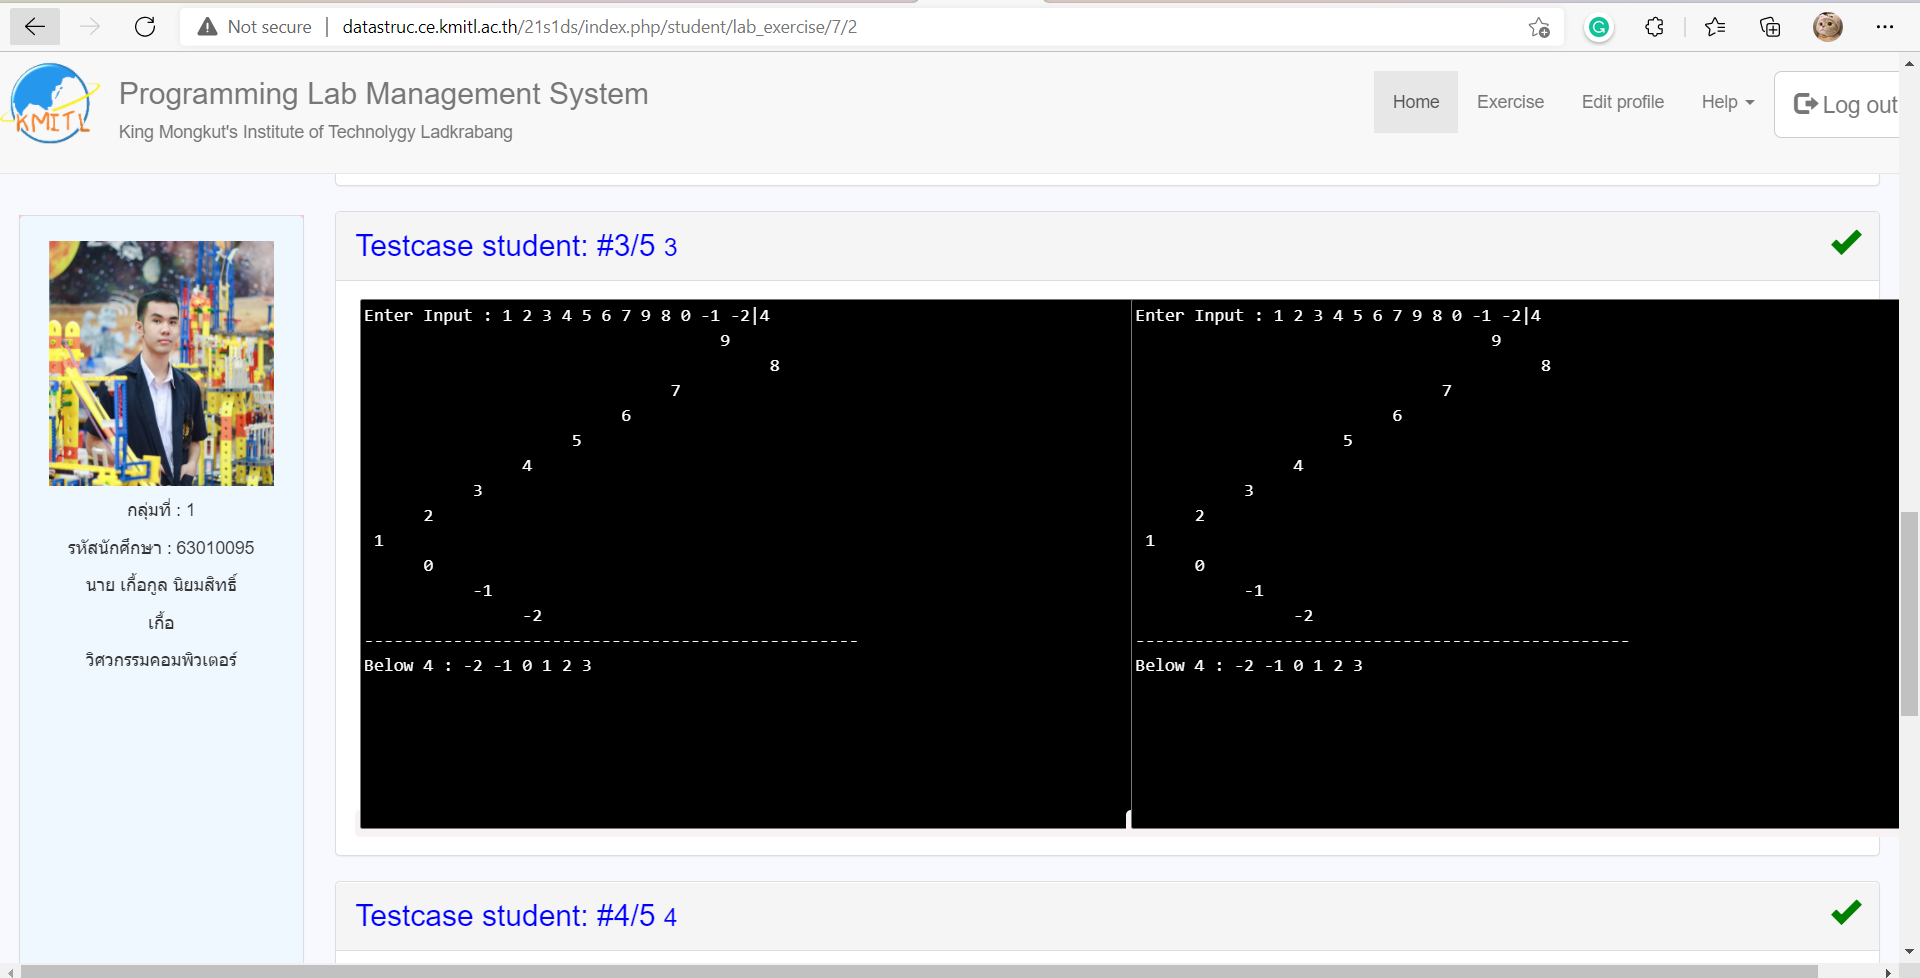 Not secure | datastruc.ce.kmitl.ac.th/21s1ds/index.php/student/lab_exercise/7/2
KMITL
Programming Lab Management System
King Mongkut's Institute of Technolygy Ladkrabang
Home Exercise Edit profile Help Log out
กลุ่มที่ : 1
รหัสนักศึกษา : 63010095
นาย เกื้อกูล นิยมสิทธิ์
เกื้อ
วิศวกรรมคอมพิวเตอร์
Testcase student: #3/5 3
Enter Input : 1 2 3 4 5 6 7 9 8 0 -1 -2|4
9
8
7
6
5
4
3
2
1
0
-1
-2
--------------------------------------------------
Below 4 : -2 -1 0 1 2 3
Enter Input : 1 2 3 4 5 6 7 9 8 0 -1 -2|4
9
8
7
6
5
4
3
2
1
0
-1
-2
--------------------------------------------------
Below 4 : -2 -1 0 1 2 3
Testcase student: #4/5 4